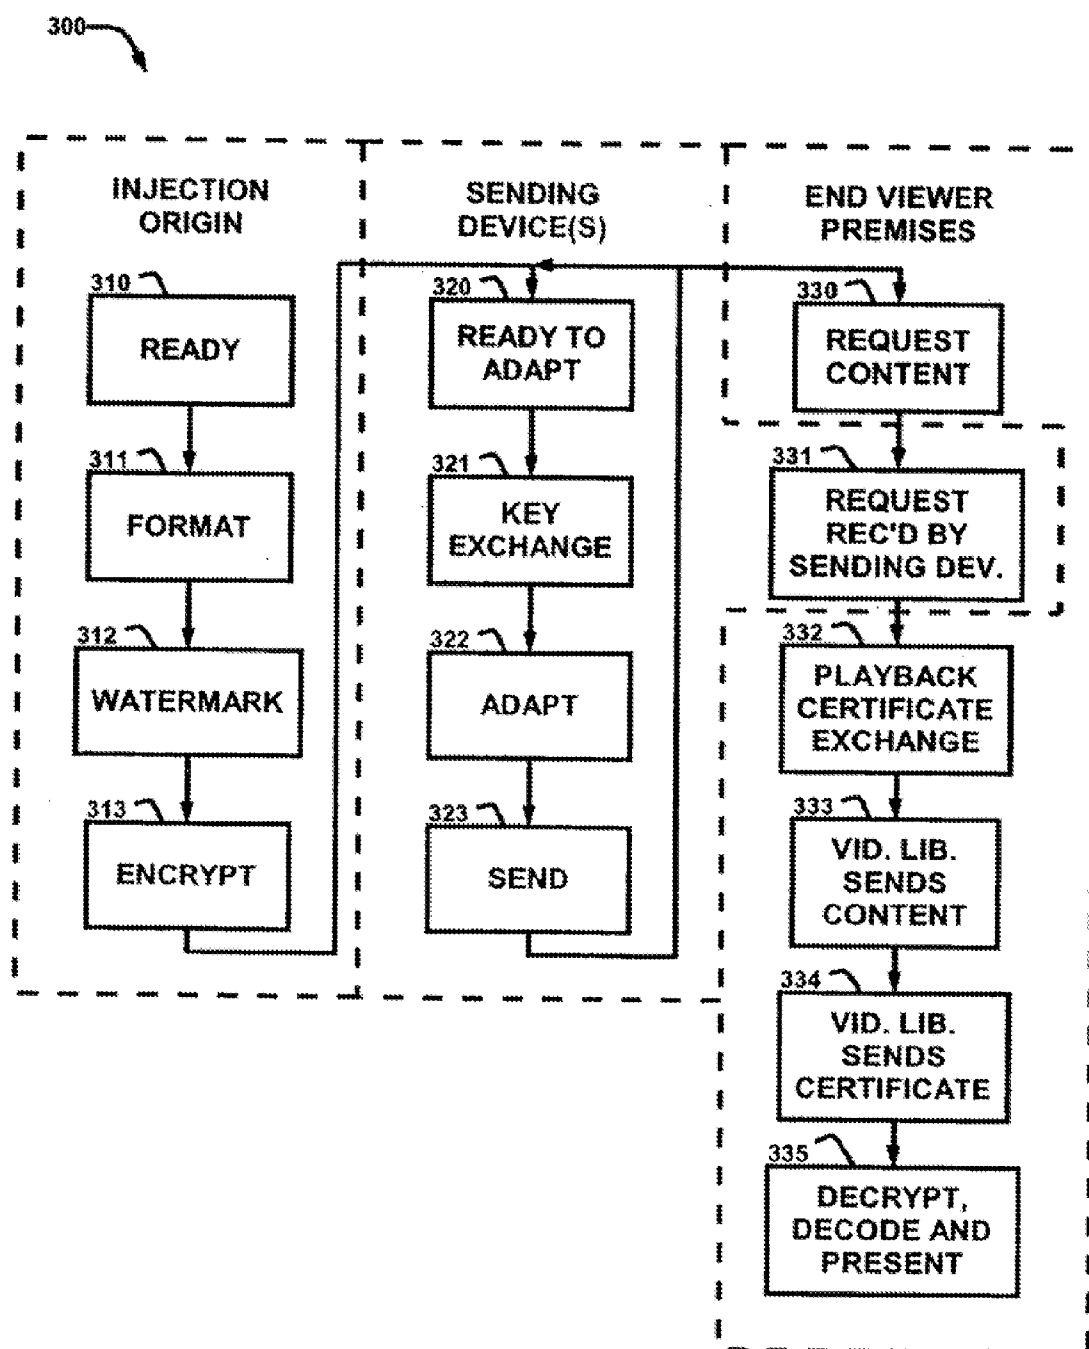 300
INJECTION
ORIGIN
310
READY
311
FORMAT
312
WATERMARK
313
ENCRYPT
SENDING
DEVICE(S)
320
READY TO
ADAPT
321
KEY
EXCHANGE
322
ADAPT
323
SEND
END VIEWER
PREMISES
330
REQUEST
CONTENT
331
REQUEST
REC'D BY
SENDING DEV.
332
PLAYBACK
CERTIFICATE
EXCHANGE
333
VID. LIB.
SENDS
CONTENT
334
VID. LIB.
SENDS
CERTIFICATE
335
DECRYPT,
DECODE AND
PRESENT